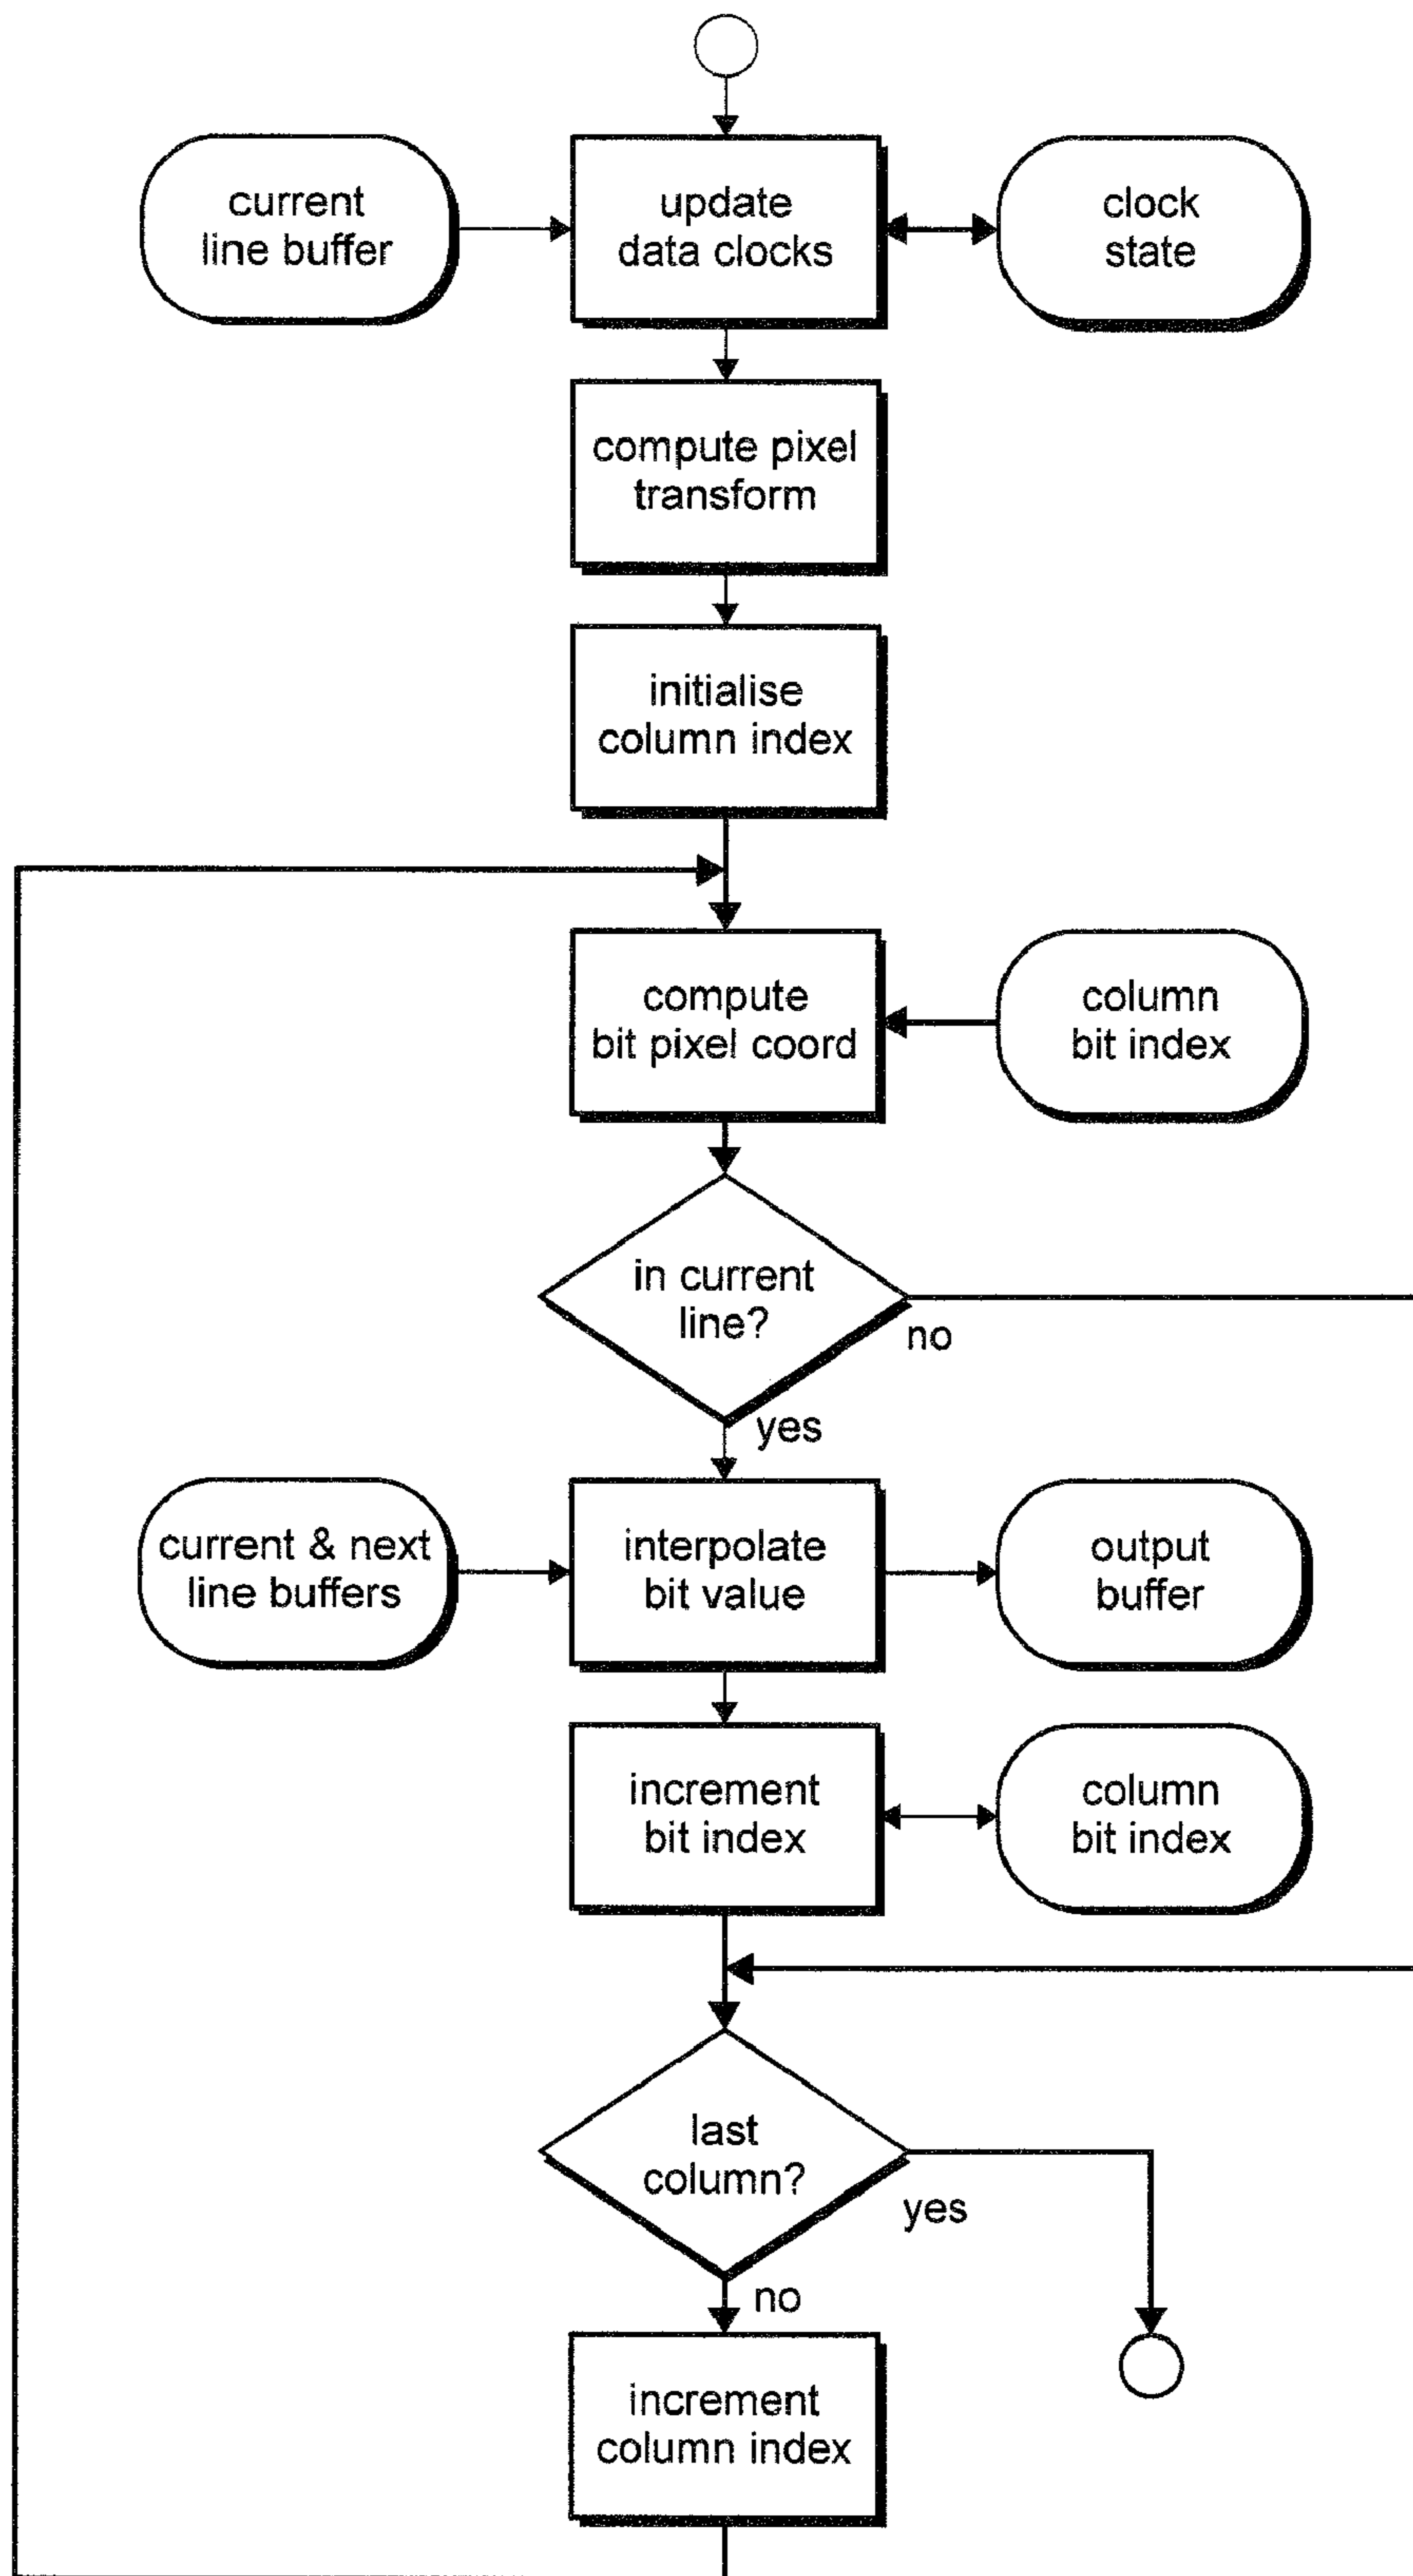 current
line buffer
update
data clocks
clock
state
compute pixel
transform
initialise
column index
compute
bit pixel coord
column
bit index
in current
line?
no
yes
current & next
line buffers
interpolate
bit value
output
buffer
increment
bit index
column
bit index
last
column?
yes
no
increment
column index